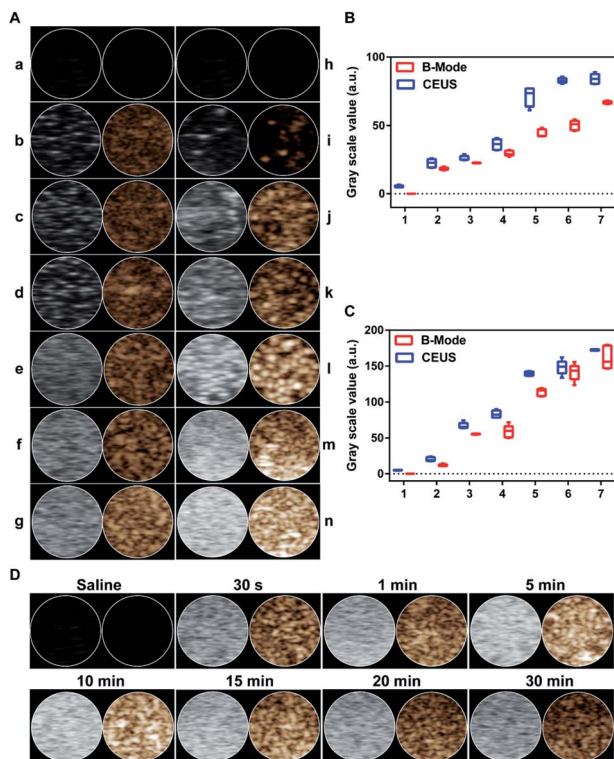 A
a
h
b
i
c
j
d
k
e
l
f
m
g
n
B
B-Mode
CEUS
Gray scale value (a.u.)
100
50
0
1 2 3 4 5 6 7
C
B-Mode
CEUS
Gray scale value (a.u.)
200
150
100
50
0
1 2 3 4 5 6 7
D
Saline 30 s 1 min 5 min
10 min 15 min 20 min 30 min